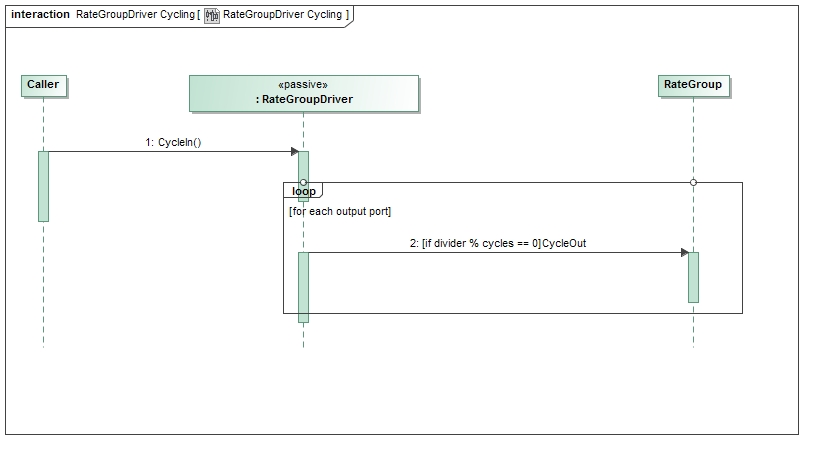 interaction RateGroupDriver Cycling [ RateGroupDriver Cycling ]
Caller
«passive»
: RateGroupDriver
RateGroup
1: CycleIn()
loop
[for each output port]
2: [if divider % cycles == 0]CycleOut